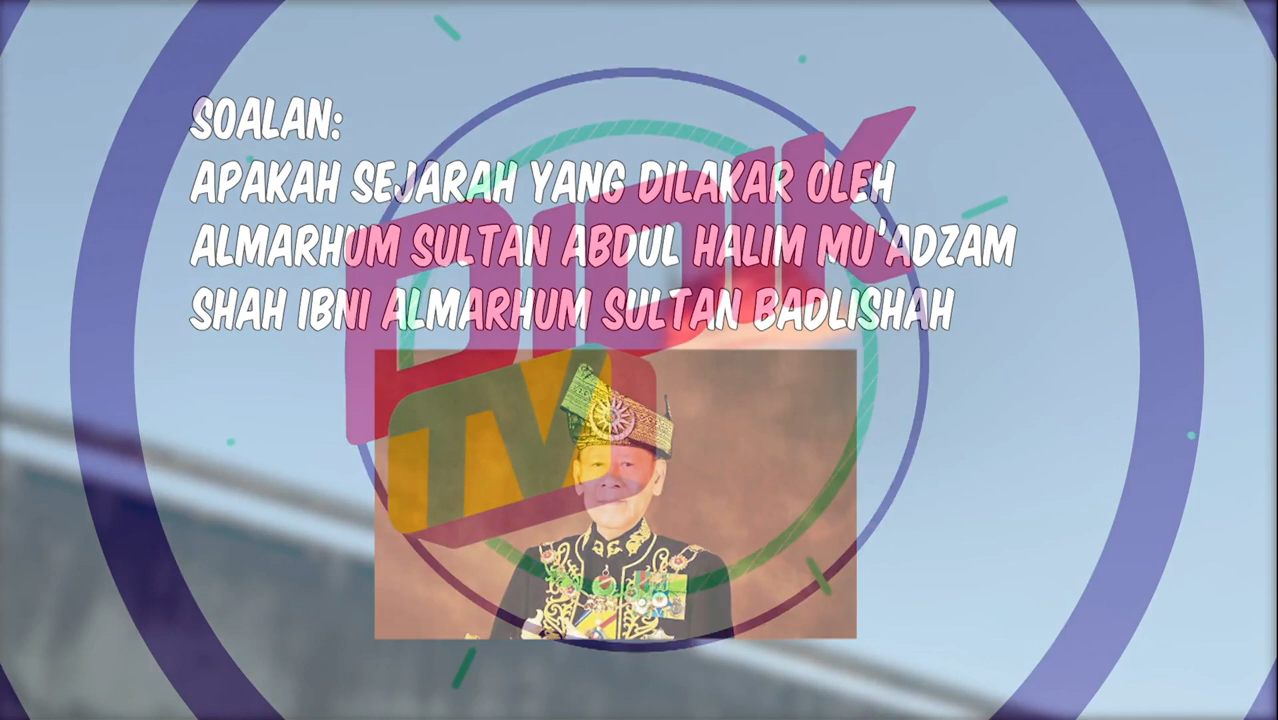 SOALAN:
APAKAH SEJARAH YANG DILAKAR OLEH
ALMARHUM SULTAN ABDUL HALIM MU'ADZAM
SHAH IBNI ALMARHUM SULTAN BADLISHAH
DIDIK
TV